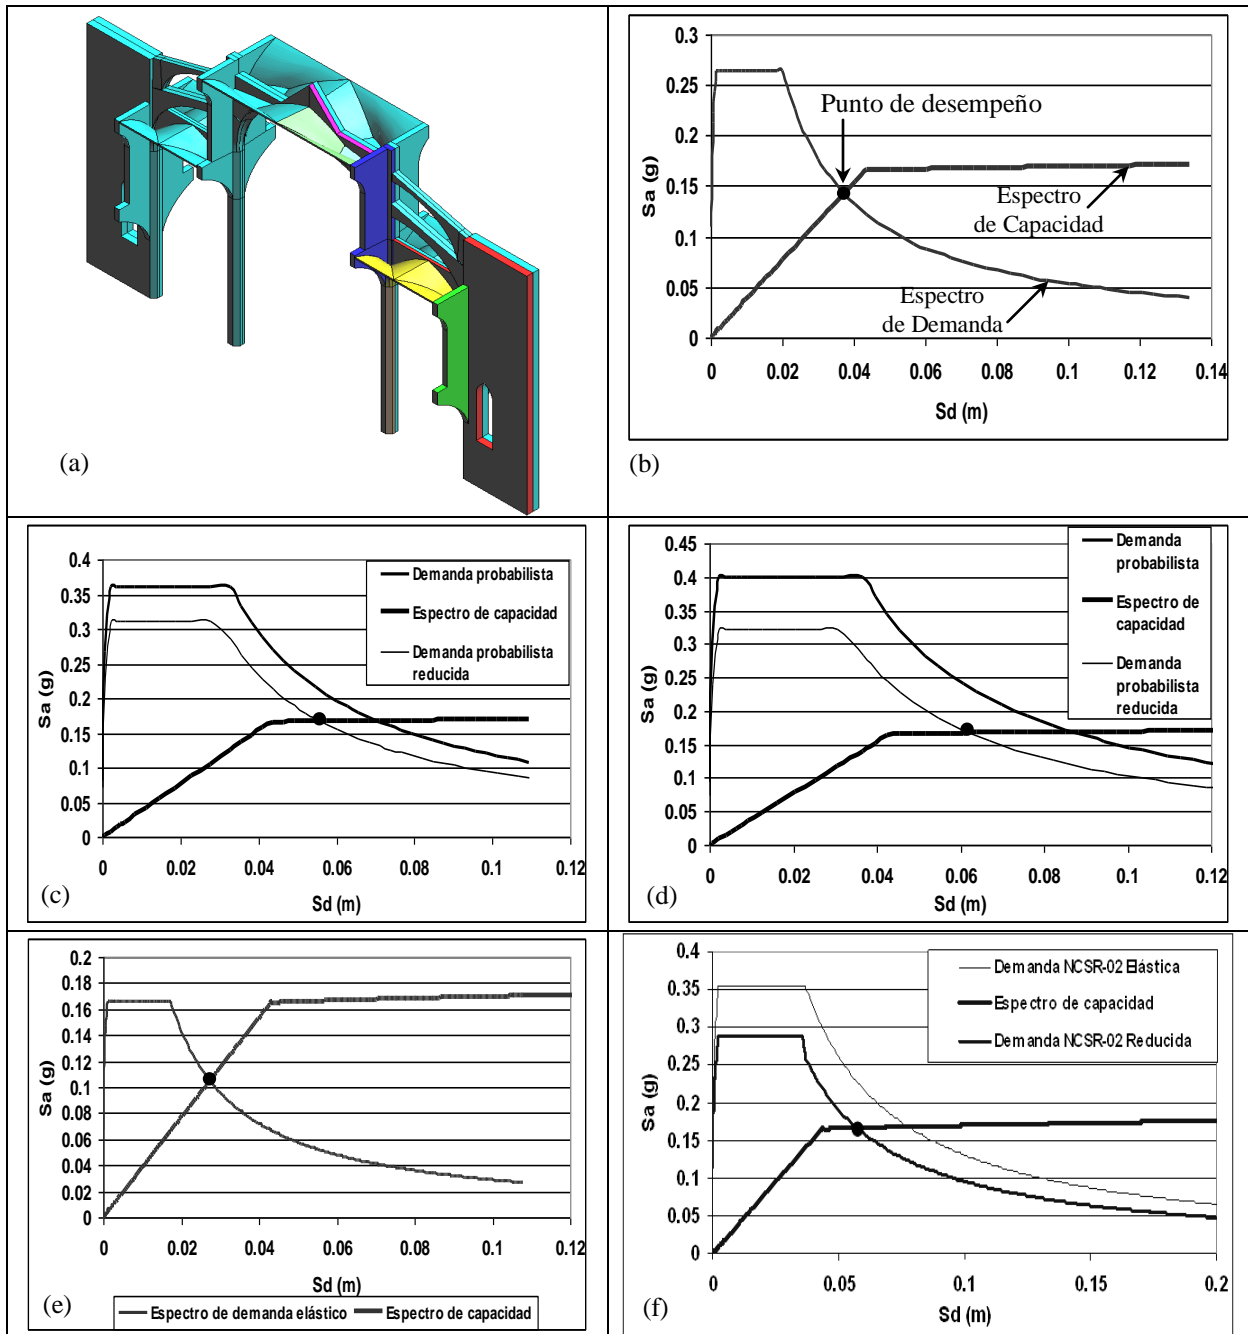 (a)
0.3
0.25
0.2
0.15
0.1
0.05
0
Sa (g)
Punto de desempeño
Espectro
de Capacidad
Espectro
de Demanda
0 0.02 0.04 0.06 0.08 0.1 0.12 0.14
Sd (m)
(b)
0.4
0.35
0.3
0.25
0.2
0.15
0.1
0.05
0
Sa (g)
Demanda probabilista
Espectro de capacidad
Demanda probabilista
reducida
0 0.02 0.04 0.06 0.08 0.1 0.12
Sd (m)
(c)
0.45
0.4
0.35
0.3
0.25
0.2
0.15
0.1
0.05
0
Sa (g)
Demanda
probabilista
Espectro de
capacidad
Demanda
probabilista
reducida
0 0.02 0.04 0.06 0.08 0.1 0.12
Sd (m)
(d)
0.2
0.18
0.16
0.14
0.12
0.1
0.08
0.06
0.04
0.02
0
Sa (g)
0 0.02 0.04 0.06 0.08 0.1 0.12
Sd (m)
Espectro de demanda elástico Espectro de capacidad
(e)
0.4
0.35
0.3
0.25
0.2
0.15
0.1
0.05
0
Sa (g)
Demanda NCSR-02 Elástica
Espectro de capacidad
Demanda NCSR-02 Reducida
0 0.05 0.1 0.15 0.2
Sd (m)
(f)